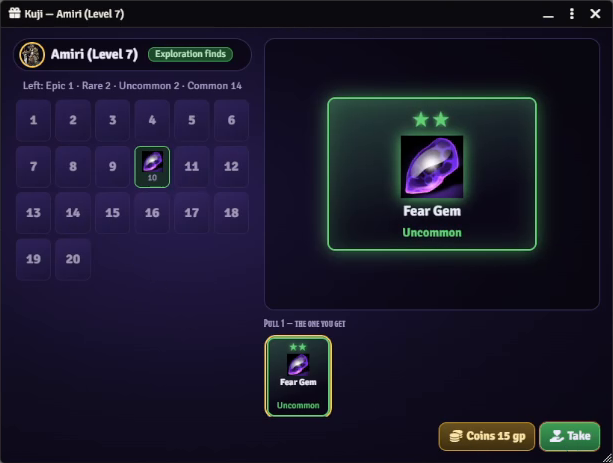 Kuji — Amiri (Level 7)
Amiri (Level 7) Exploration finds
Left: Epic 1 · Rare 2 · Uncommon 2 · Common 14
1 2 3 4 5 6
7 8 9 10 11 12
13 14 15 16 17 18
19 20
Fear Gem
Uncommon
Pull 1 — the one you get
Fear Gem
Uncommon
Coins 15 gp
Take